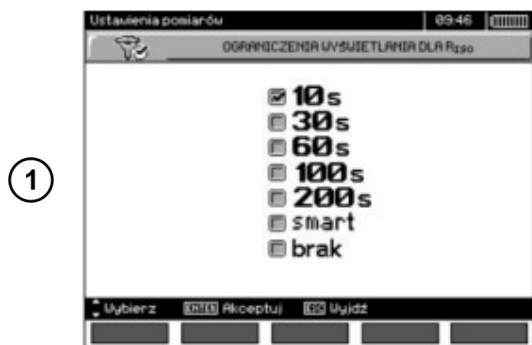 Ustawienia pomiarów 09:46
OGRANICZENIA WYŚWIETLANIA DLA RISO
10s
30s
60s
100s
200s
smart
brak
1
Wybierz ENTER Akceptuj ESC Wyjdź